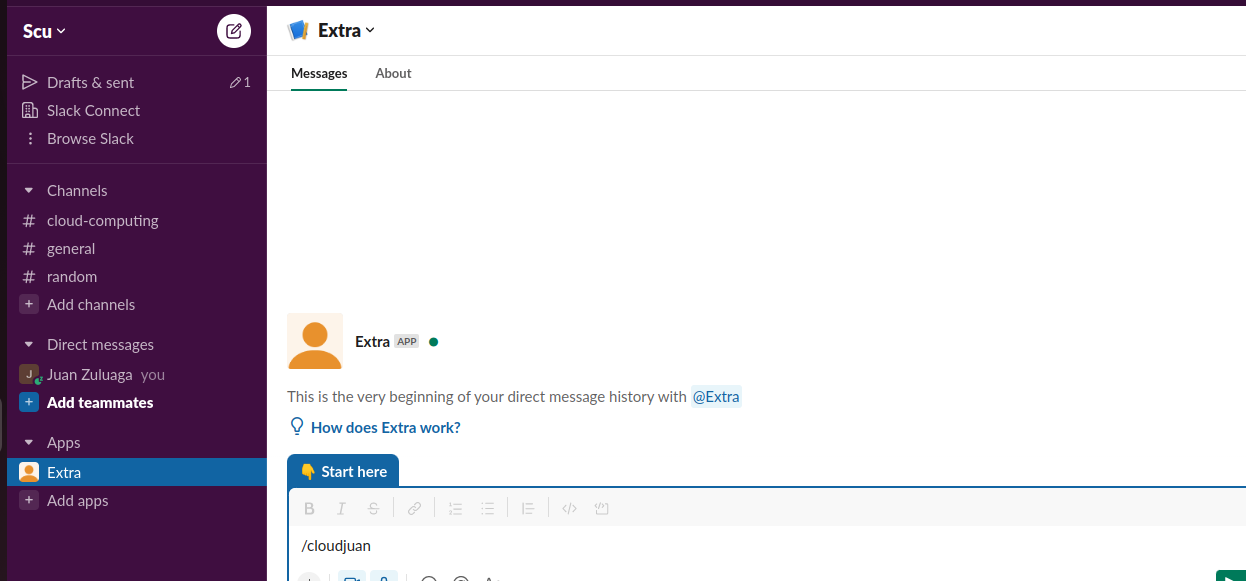 Scu
Drafts & sent
1
Slack Connect
Browse Slack
Channels
# cloud-computing
# general
# random
+ Add channels
Direct messages
J
Juan Zuluaga you
+ Add teammates
Apps
Extra
+ Add apps
Extra
Messages About
Extra APP
This is the very beginning of your direct message history with @Extra
How does Extra work?
👇 Start here
B I S
/cloudjuan